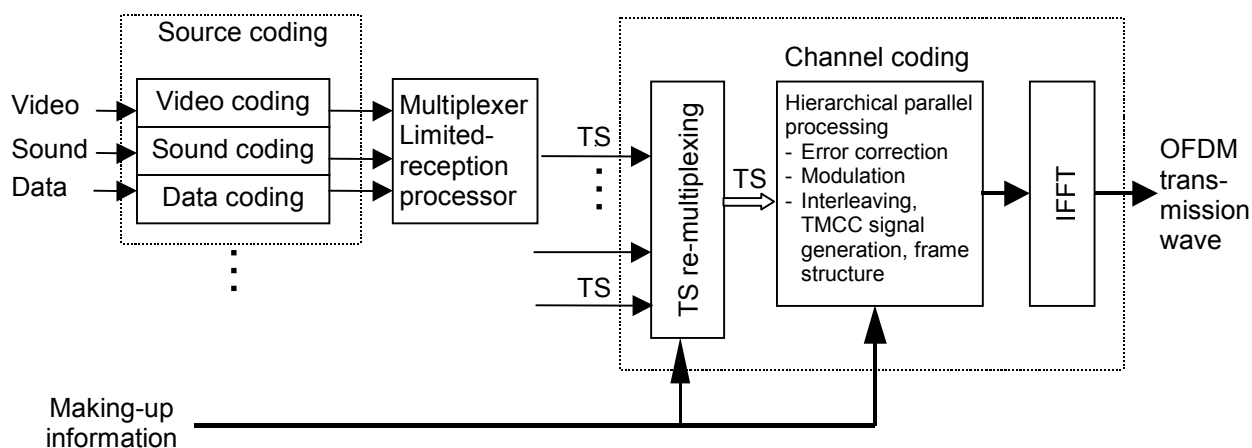 Source coding
Video
Sound
Data
Video coding
Sound coding
Data coding
Multiplexer
Limited-
reception
processor
TS
TS
Channel coding
TS re-multiplexing
TS
Hierarchical parallel
processing
- Error correction
- Modulation
- Interleaving,
TMCC signal
generation, frame
structure
IFFT
OFDM
trans-
mission
wave
Making-up
information